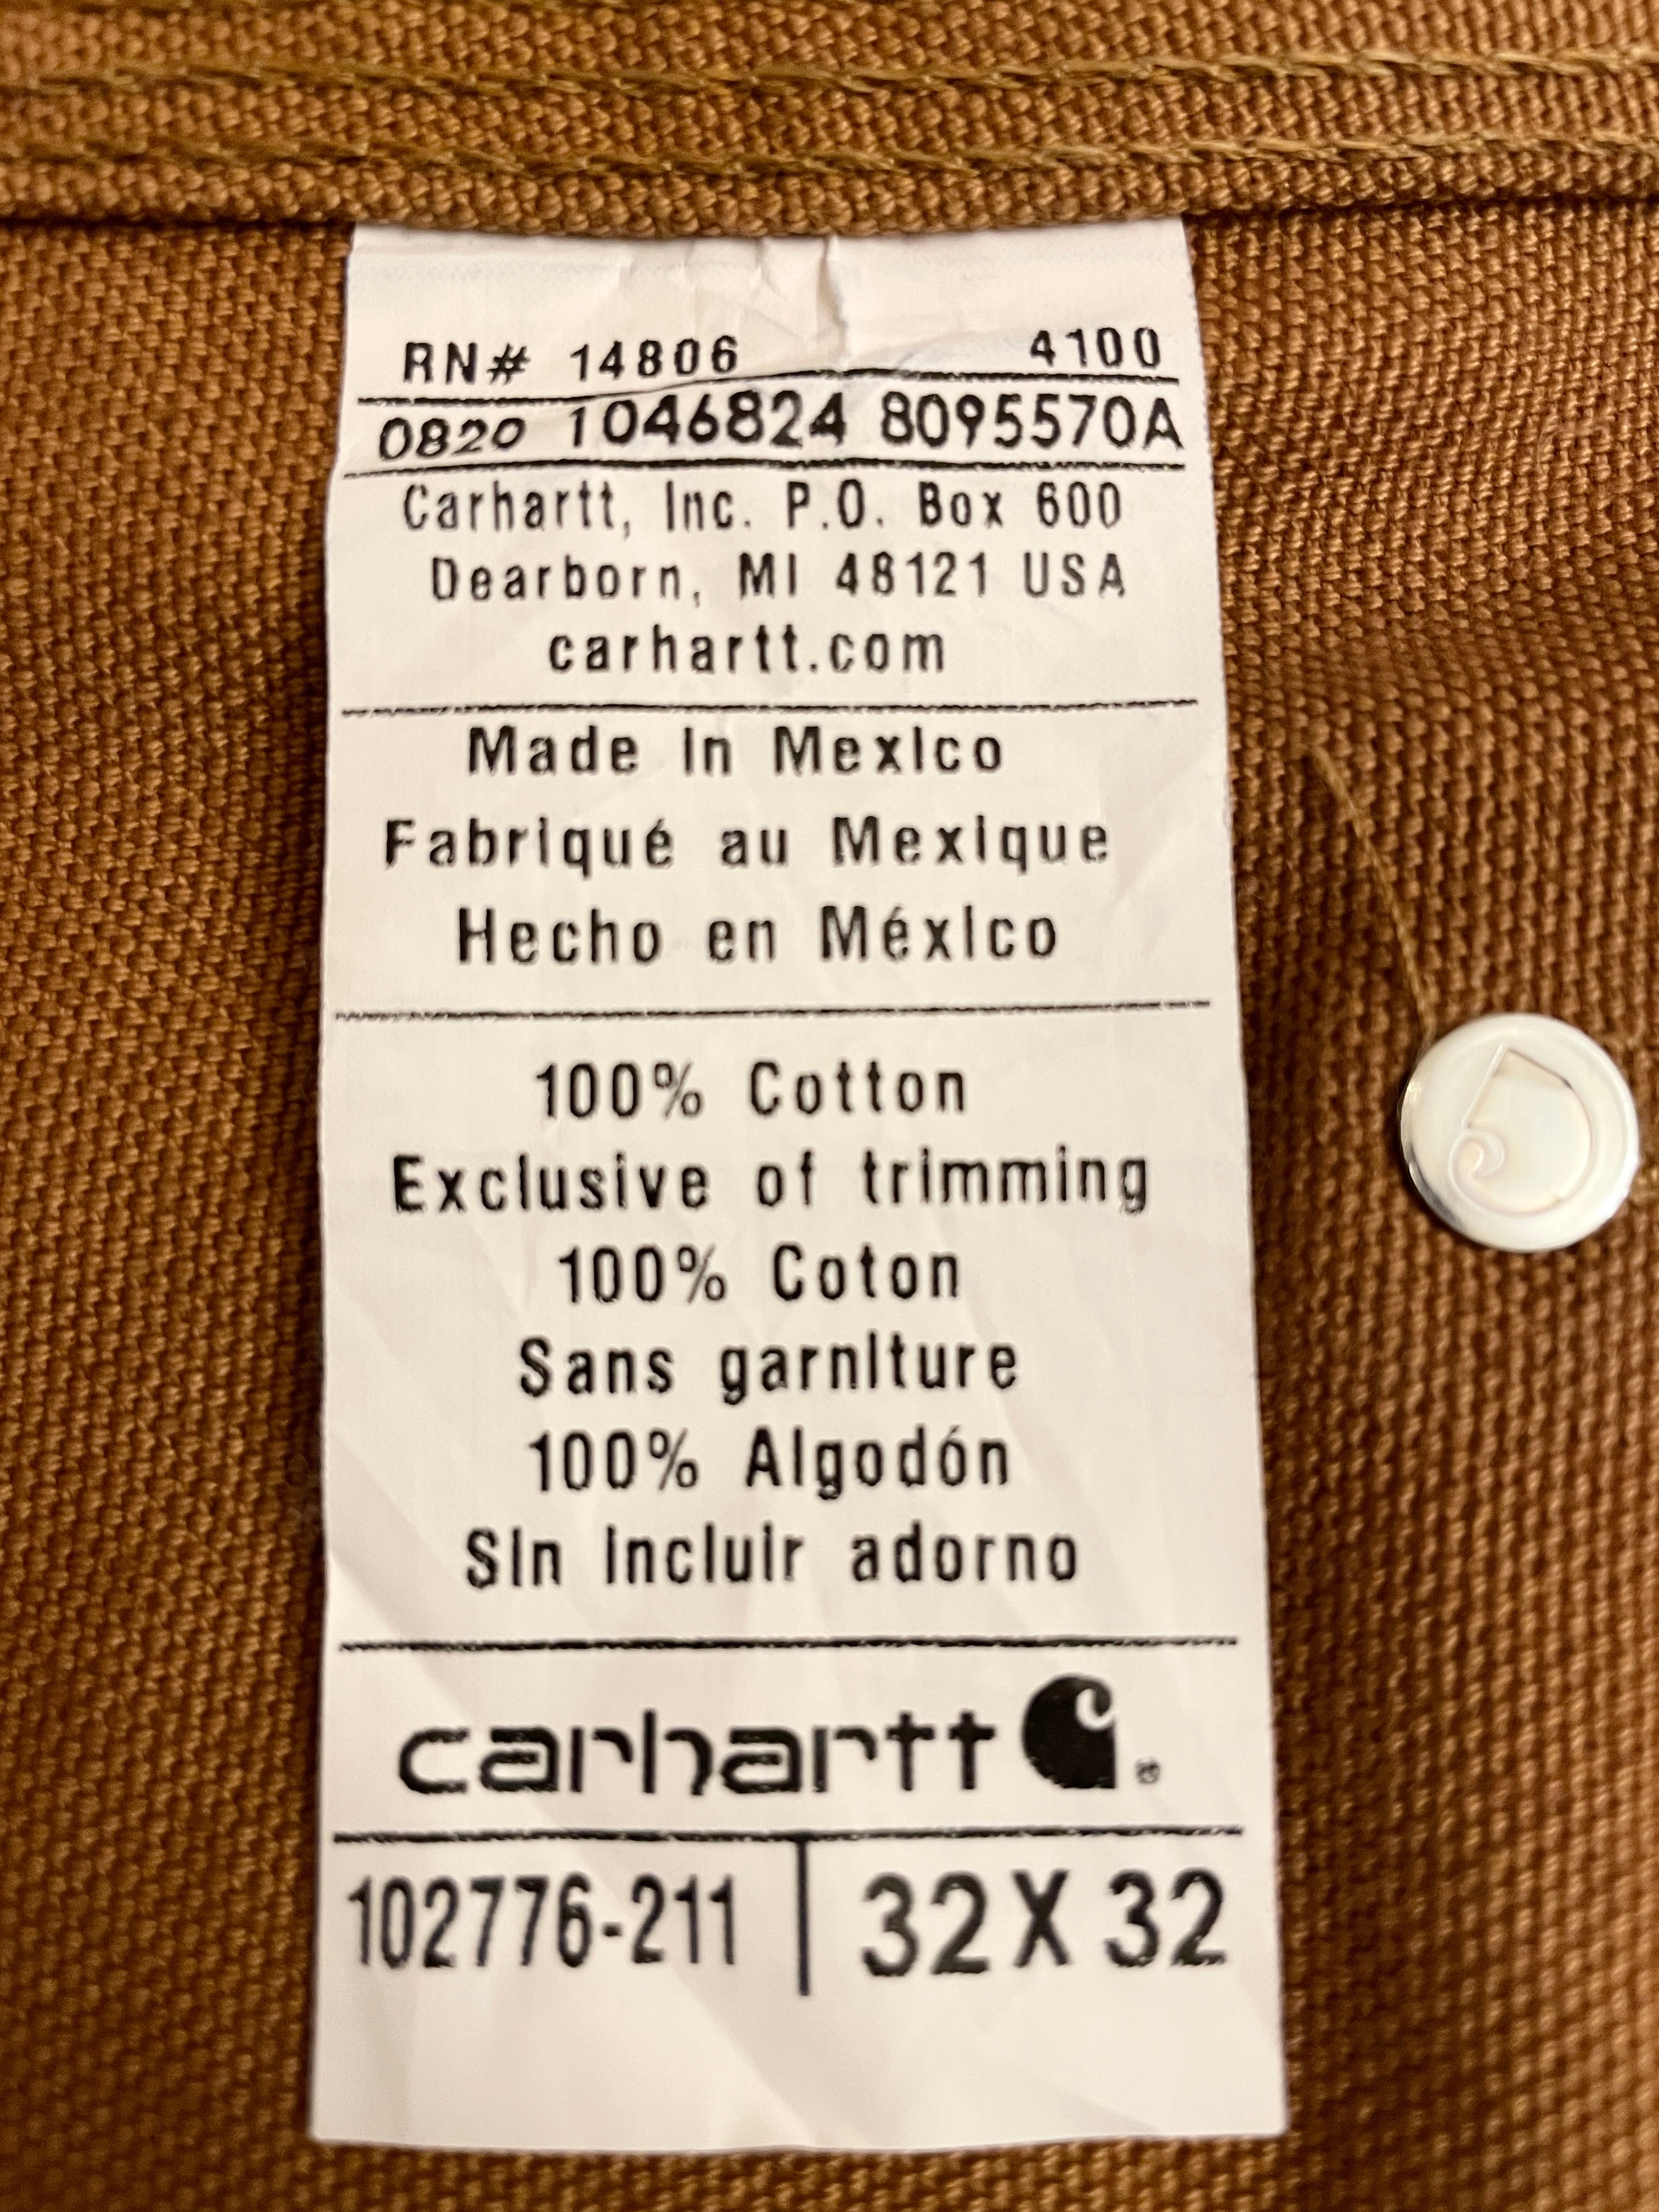 RN# 14806 4100
0820 1046824 8095570A
Carhartt, Inc. P.O. Box 600
Dearborn, MI 48121 USA
carhartt.com
Made in Mexico
Fabriqué au Mexique
Hecho en México
100% Cotton
Exclusive of trimming
100% Coton
Sans garniture
100% Algodón
Sin incluir adorno
carhartt ®
102776-211 32 X 32